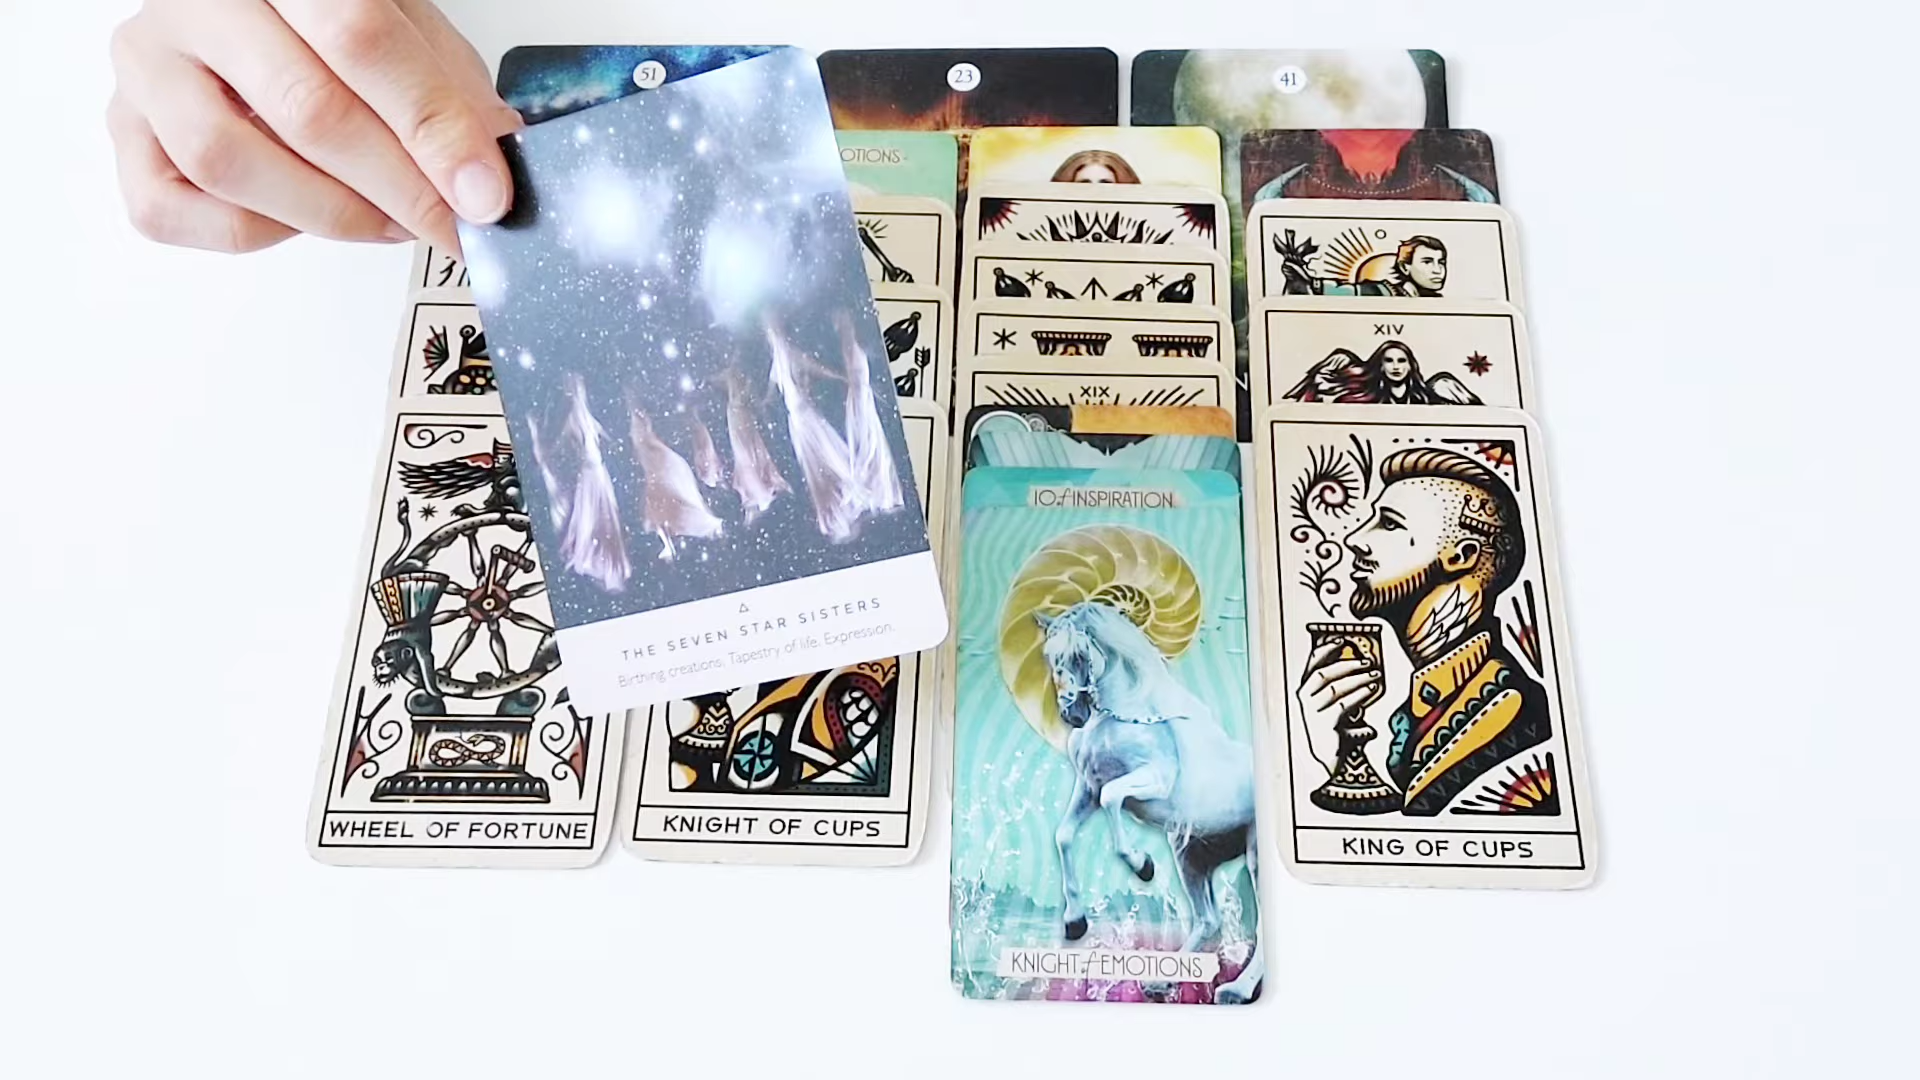 51
23
41
OTIONS
XIV
XIX
10 of INSPIRATION
THE SEVEN STAR SISTERS
Birthing creations. Tapestry of life. Expression.
WHEEL OF FORTUNE
KNIGHT OF CUPS
KING OF CUPS
KNIGHT of EMOTIONS